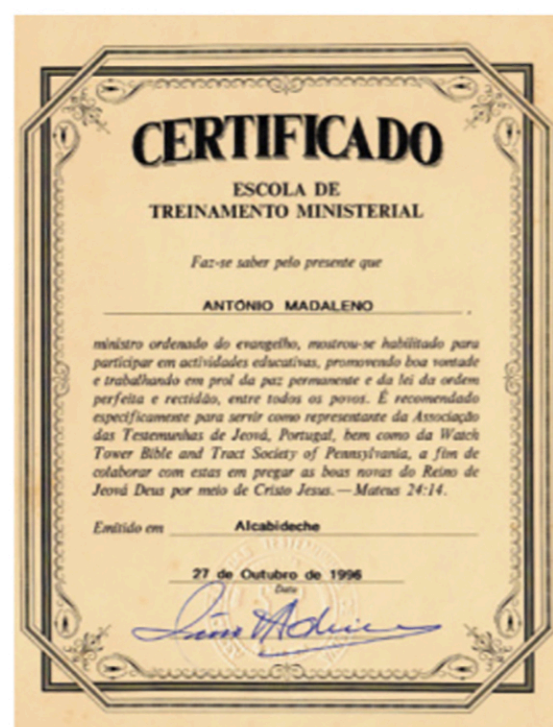 CERTIFICADO
ESCOLA DE
TREINAMENTO MINISTERIAL
Faz-se saber pelo presente que
ANTÓNIO MADALENO
ministro ordenado do evangelho, mostrou-se habilitado para
participar em actividades educativas, promovendo boa vontade
e trabalhando em prol da paz permanente e da lei da ordem
perfeita e rectidão, entre todos os povos. É recomendado
especificamente para servir como representante da Associação
das Testemunhas de Jeová, Portugal, bem como da Watch
Tower Bible and Tract Society of Pennsylvania, a fim de
colaborar com estas em pregar as boas novas do Reino de
Jeová Deus por meio de Cristo Jesus. — Mateus 24:14.
Emitido em Alcabideche
27 de Outubro de 1996
Data